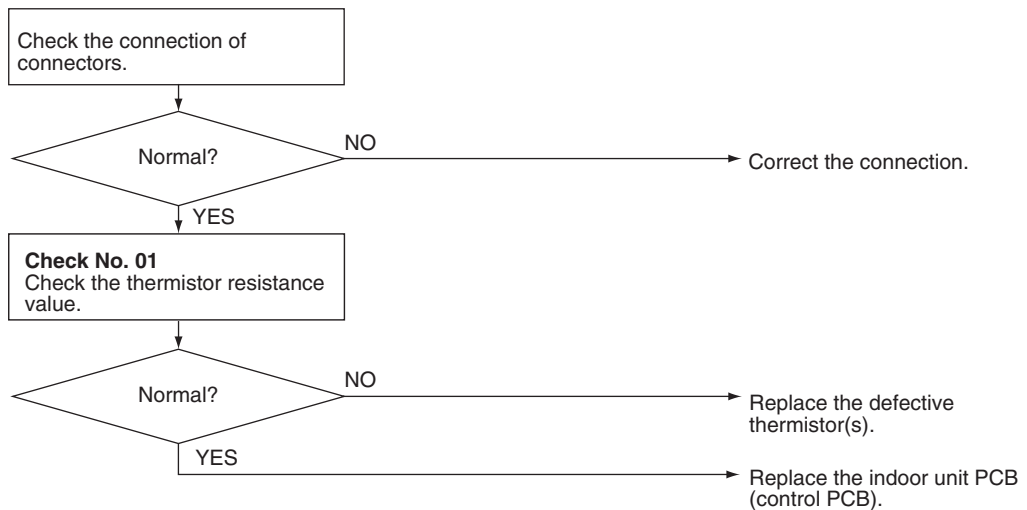 Check the connection of
connectors.
Normal?
NO
Correct the connection.
YES
Check No. 01
Check the thermistor resistance
value.
Normal?
NO
Replace the defective
thermistor(s).
YES
Replace the indoor unit PCB
(control PCB).